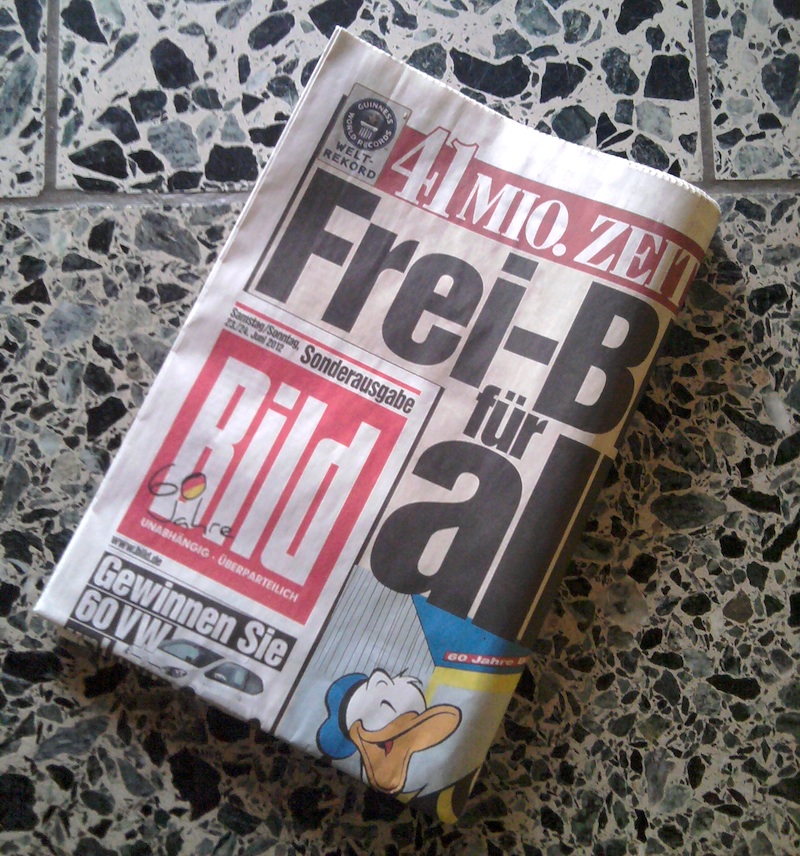 GUINNESS
WORLD RECORDS
WELT-
REKORD
41 MIO. ZEIT
Frei-B
für
al
Samstag/Sonntag,
23./24. Juni 2012
Sonderausgabe
Bild
60
Jahre
UNABHÄNGIG · ÜBERPARTEILICH
www.bild.de
Gewinnen Sie
60 VW
60 Jahre B